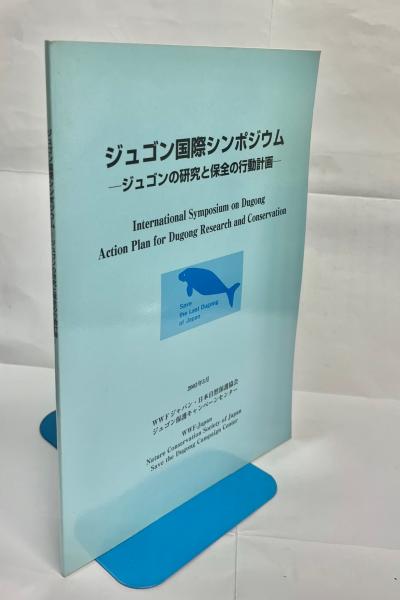 ジュゴン国際シンポジウム
―ジュゴンの研究と保全の行動計画―
International Symposium on Dugong
Action Plan for Dugong Research and Conservation
Save
the Last Dugong
of Japan
WWFジャパン・日本自然保護協会
ジュゴン保護キャンペーンセンター
WWF-Japan
Nature Conservation Society of Japan
Save the Dugong Campaign Center